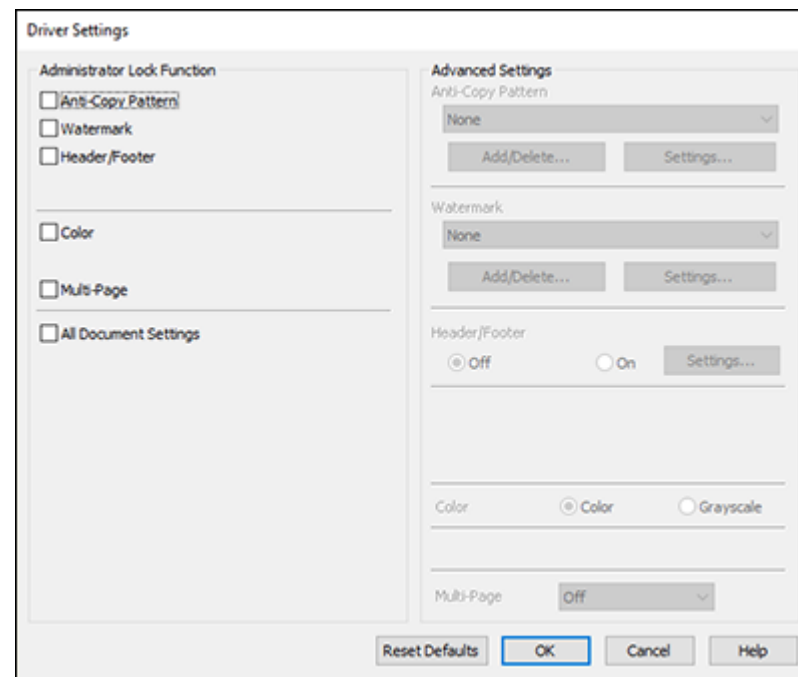 Driver Settings
Administrator Lock Function
Anti-Copy Pattern
Watermark
Header/Footer
Color
Multi-Page
All Document Settings
Advanced Settings
Anti-Copy Pattern
None
Add/Delete... Settings...
Watermark
None
Add/Delete... Settings...
Header/Footer
Off On Settings...
Color Color Grayscale
Multi-Page Off
Reset Defaults OK Cancel Help